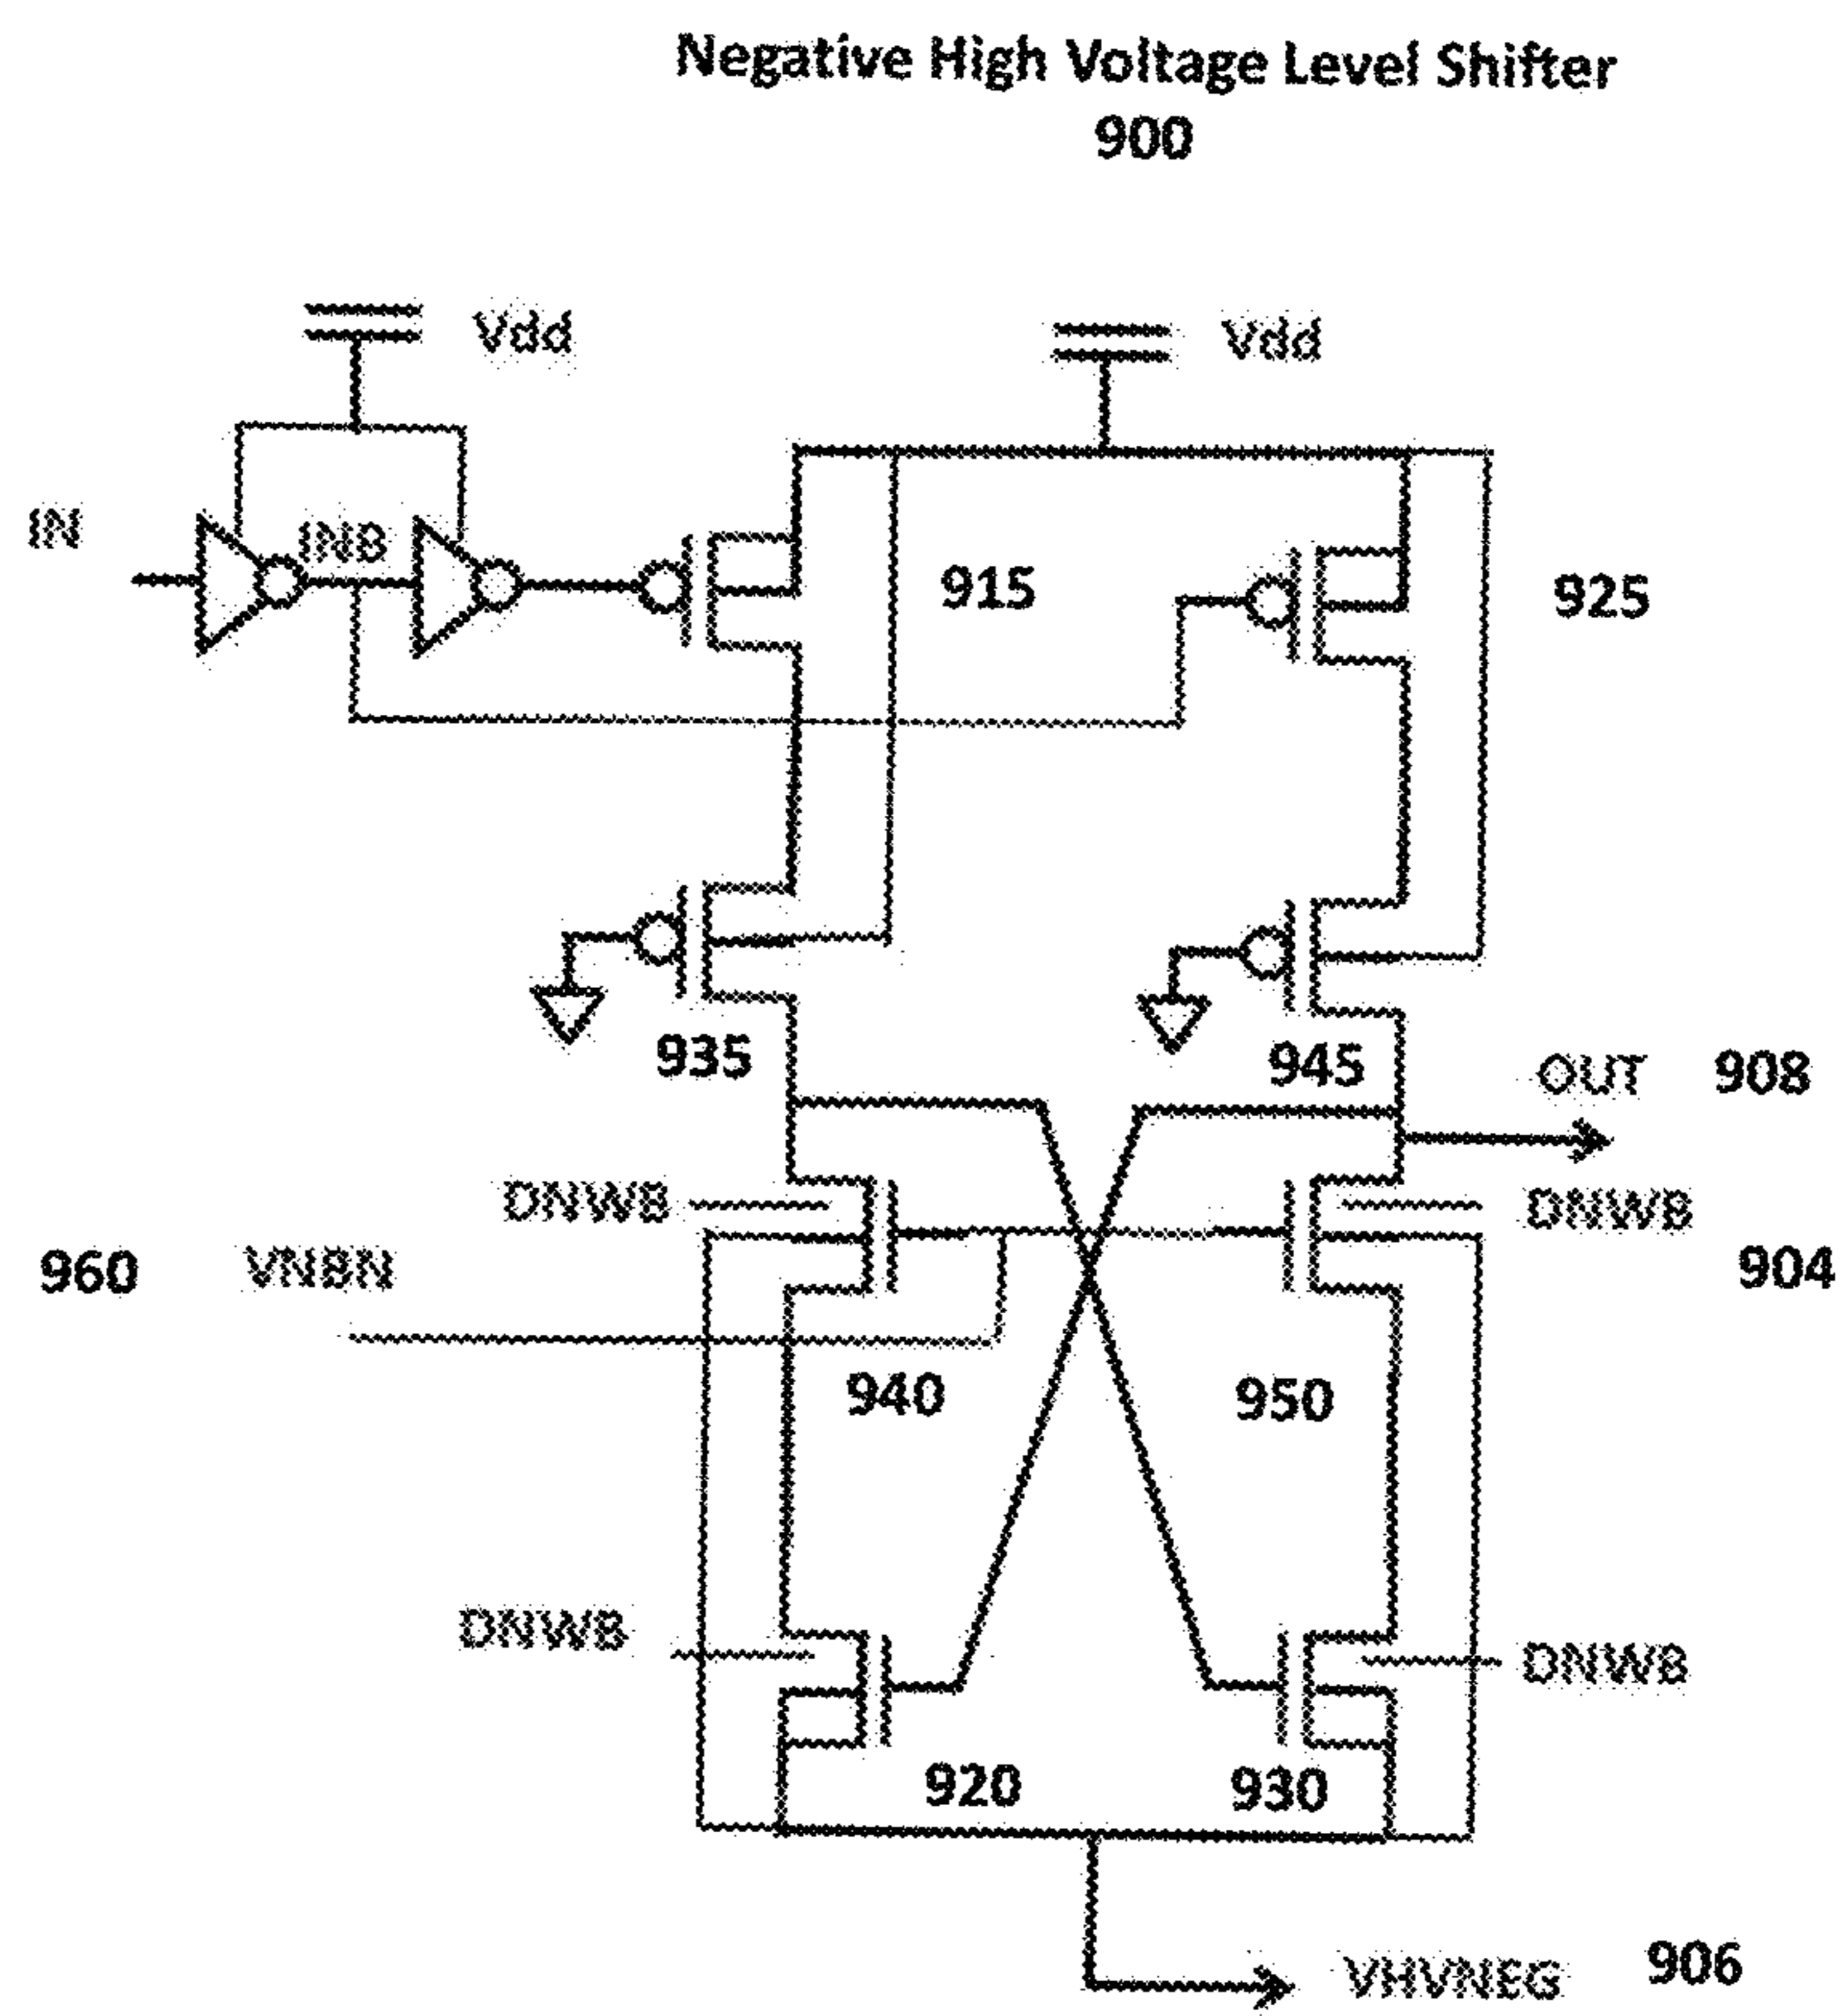 Negative High Voltage Level Shifter
900
Vdd
Vdd
IN
INB
915
925
935
945
OUT 908
DNWB
DNWB
960 VNBN
904
940
950
DNWB
DNWB
920
930
VHVNEG 906